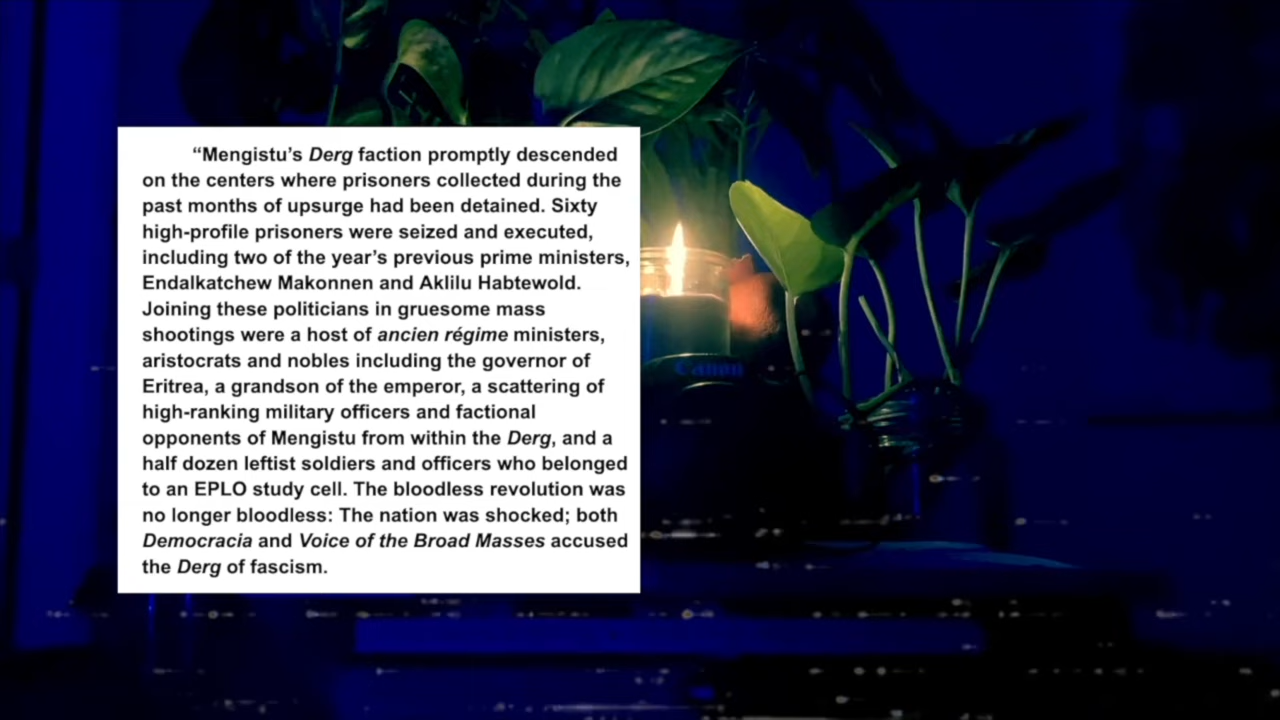 “Mengistu’s Derg faction promptly descended
on the centers where prisoners collected during the
past months of upsurge had been detained. Sixty
high-profile prisoners were seized and executed,
including two of the year’s previous prime ministers,
Endalkatchew Makonnen and Aklilu Habtewold.
Joining these politicians in gruesome mass
shootings were a host of ancien régime ministers,
aristocrats and nobles including the governor of
Eritrea, a grandson of the emperor, a scattering of
high-ranking military officers and factional
opponents of Mengistu from within the Derg, and a
half dozen leftist soldiers and officers who belonged
to an EPLO study cell. The bloodless revolution was
no longer bloodless: The nation was shocked; both
Democracia and Voice of the Broad Masses accused
the Derg of fascism.
Canon